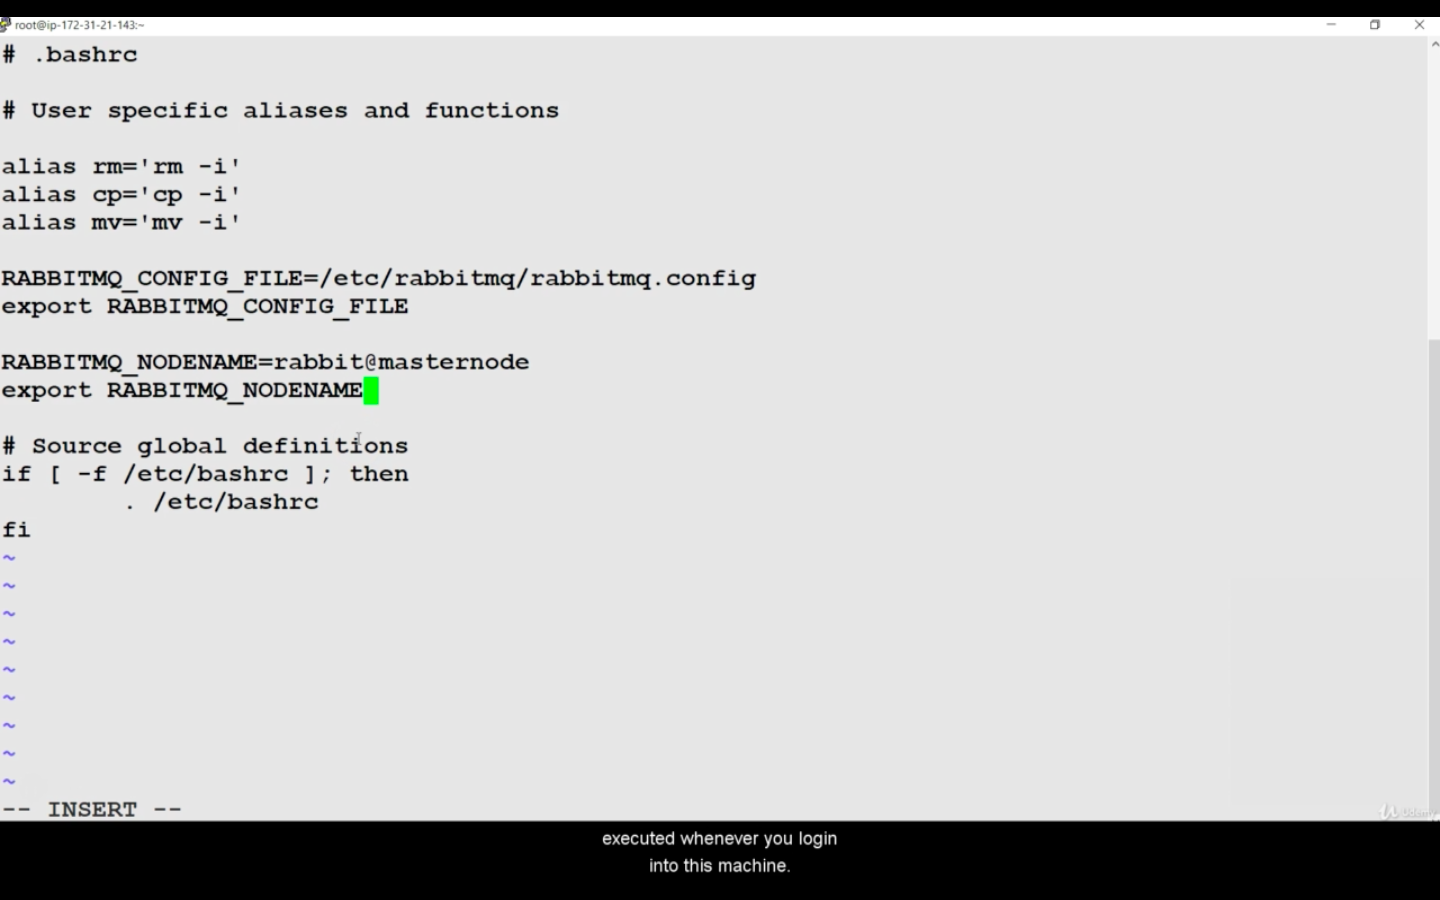 root@ip-172-31-21-143:~
# .bashrc
# User specific aliases and functions
alias rm='rm -i'
alias cp='cp -i'
alias mv='mv -i'
RABBITMQ_CONFIG_FILE=/etc/rabbitmq/rabbitmq.config
export RABBITMQ_CONFIG_FILE
RABBITMQ_NODENAME=rabbit@masternode
export RABBITMQ_NODENAME
# Source global definitions
if [ -f /etc/bashrc ]; then
        . /etc/bashrc
fi
~
~
~
~
~
~
~
~
~
-- INSERT --
Udemy
executed whenever you login
into this machine.